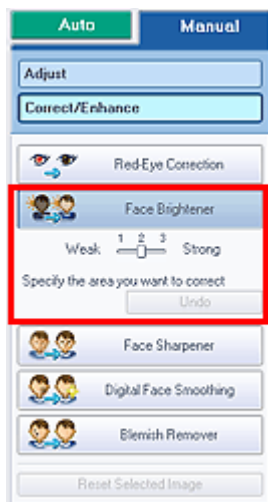 Auto Manual
Adjust
Correct/Enhance
Red-Eye Correction
Face Brightener
1 2 3
Weak Strong
Specify the area you want to correct
Undo
Face Sharpener
Digital Face Smoothing
Blemish Remover
Reset Selected Image